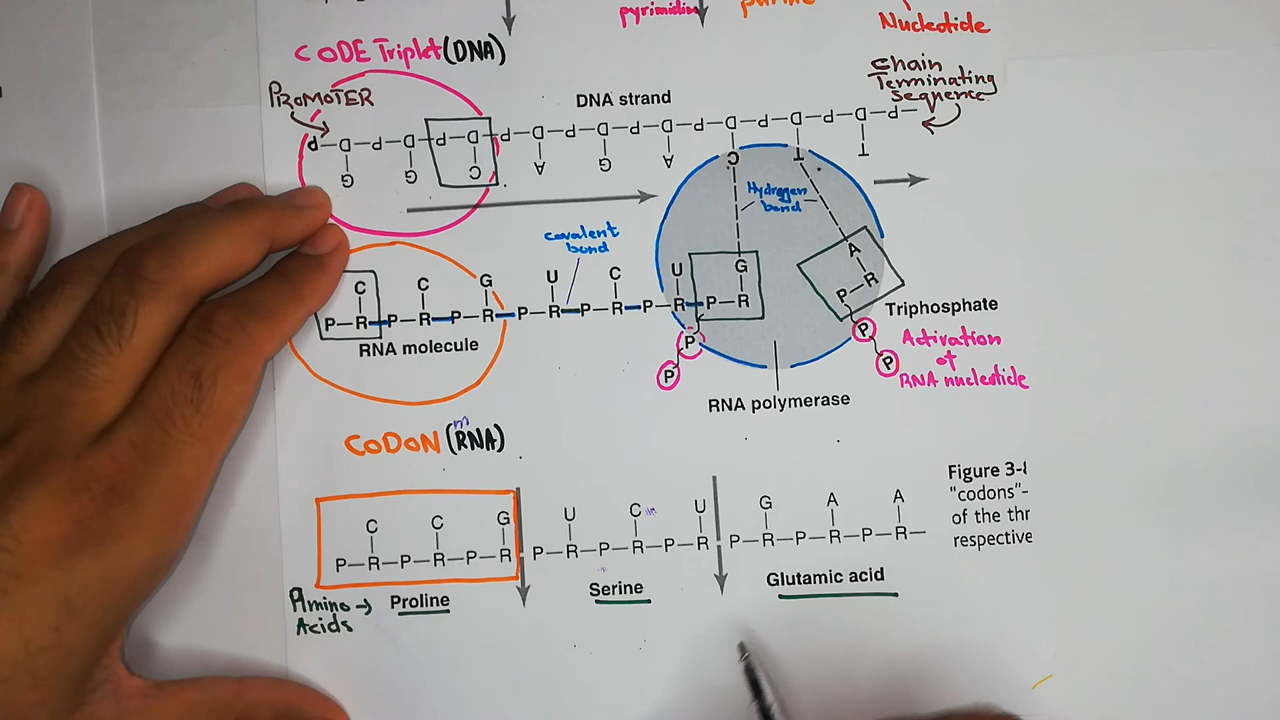 pyrimidin
purine
Nucleotide
CODE Triplet (DNA)
PROMOTER
DNA strand
Chain
Terminating
Sequence
P—D—P—D—P—D—P—D—P—D—P—D—P—D—P—D—P—D—P—
G G C A G A C T T
Hydrogen
bond
covalent
bond
C C G U C U G A
P—R—P—R—P—R—P—R—P—R—P—R—P—R
P—R
RNA molecule
P
P
P
P
Triphosphate
Activation
of
RNA nucleotide
RNA polymerase
CODON (mRNA)
Figure 3-
"codons"–
of the thr
respective
C C G U C U G A A
P—R—P—R—P—R P—R—P—R—P—R P—R—P—R—P—R—
Amino → Proline Serine Glutamic acid
Acids